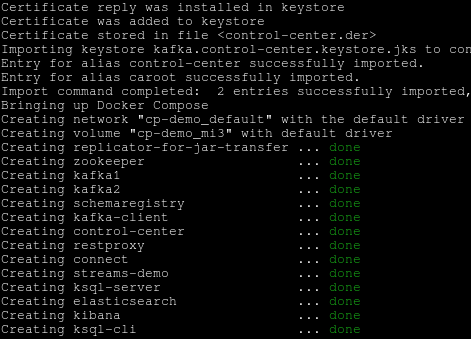 Certificate reply was installed in keystore
Certificate was added to keystore
Certificate stored in file <control-center.der>
Importing keystore kafka.control-center.keystore.jks to con
Entry for alias control-center successfully imported.
Entry for alias caroot successfully imported.
Import command completed:  2 entries successfully imported,
Bringing up Docker Compose
Creating network "cp-demo_default" with the default driver
Creating volume "cp-demo_mi3" with default driver
Creating replicator-for-jar-transfer ... done
Creating zookeeper                   ... done
Creating kafka1                      ... done
Creating kafka2                      ... done
Creating schemaregistry              ... done
Creating kafka-client                ... done
Creating control-center              ... done
Creating restproxy                   ... done
Creating connect                     ... done
Creating streams-demo                ... done
Creating ksql-server                 ... done
Creating elasticsearch               ... done
Creating kibana                      ... done
Creating ksql-cli                    ... done